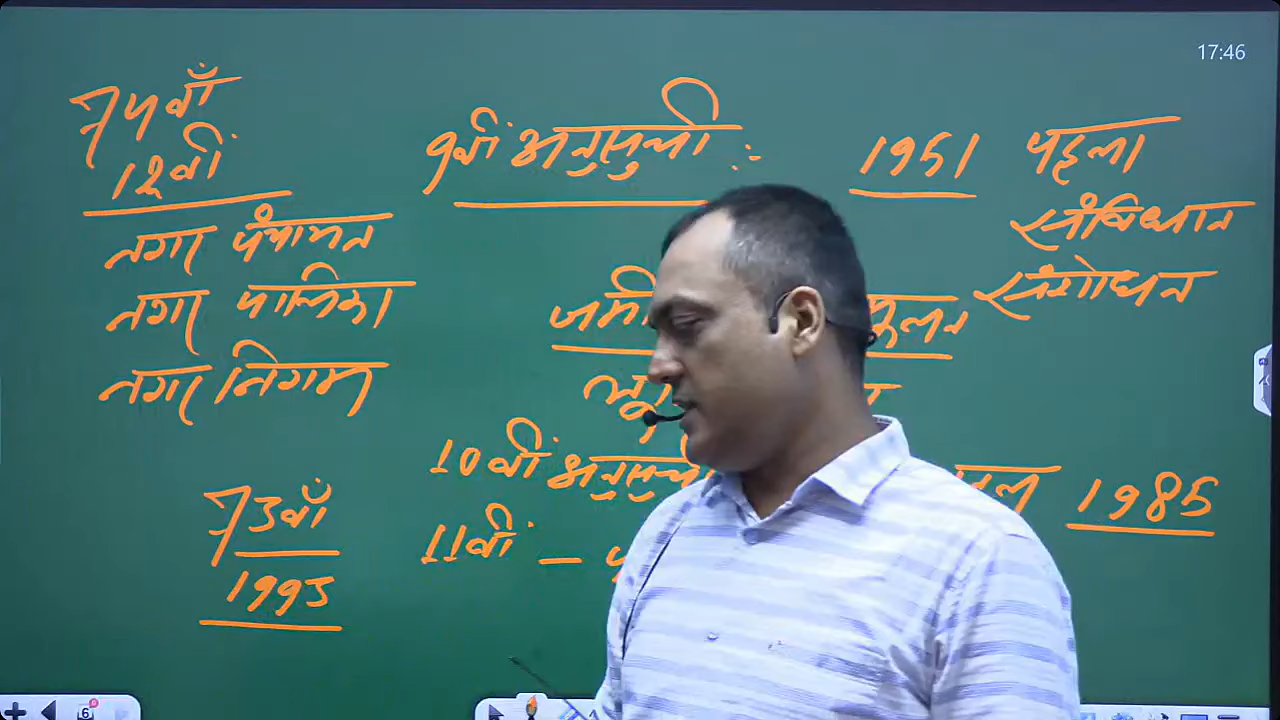 17:46
74वाँ
12वीं
नगर पंचायत
नगर पालिका
नगर निगम
73वाँ
1993
9वीं अनुसुची :-
1951 पहला
संविधान
संशोधन
10वीं अनुसुची
1985
11वीं -